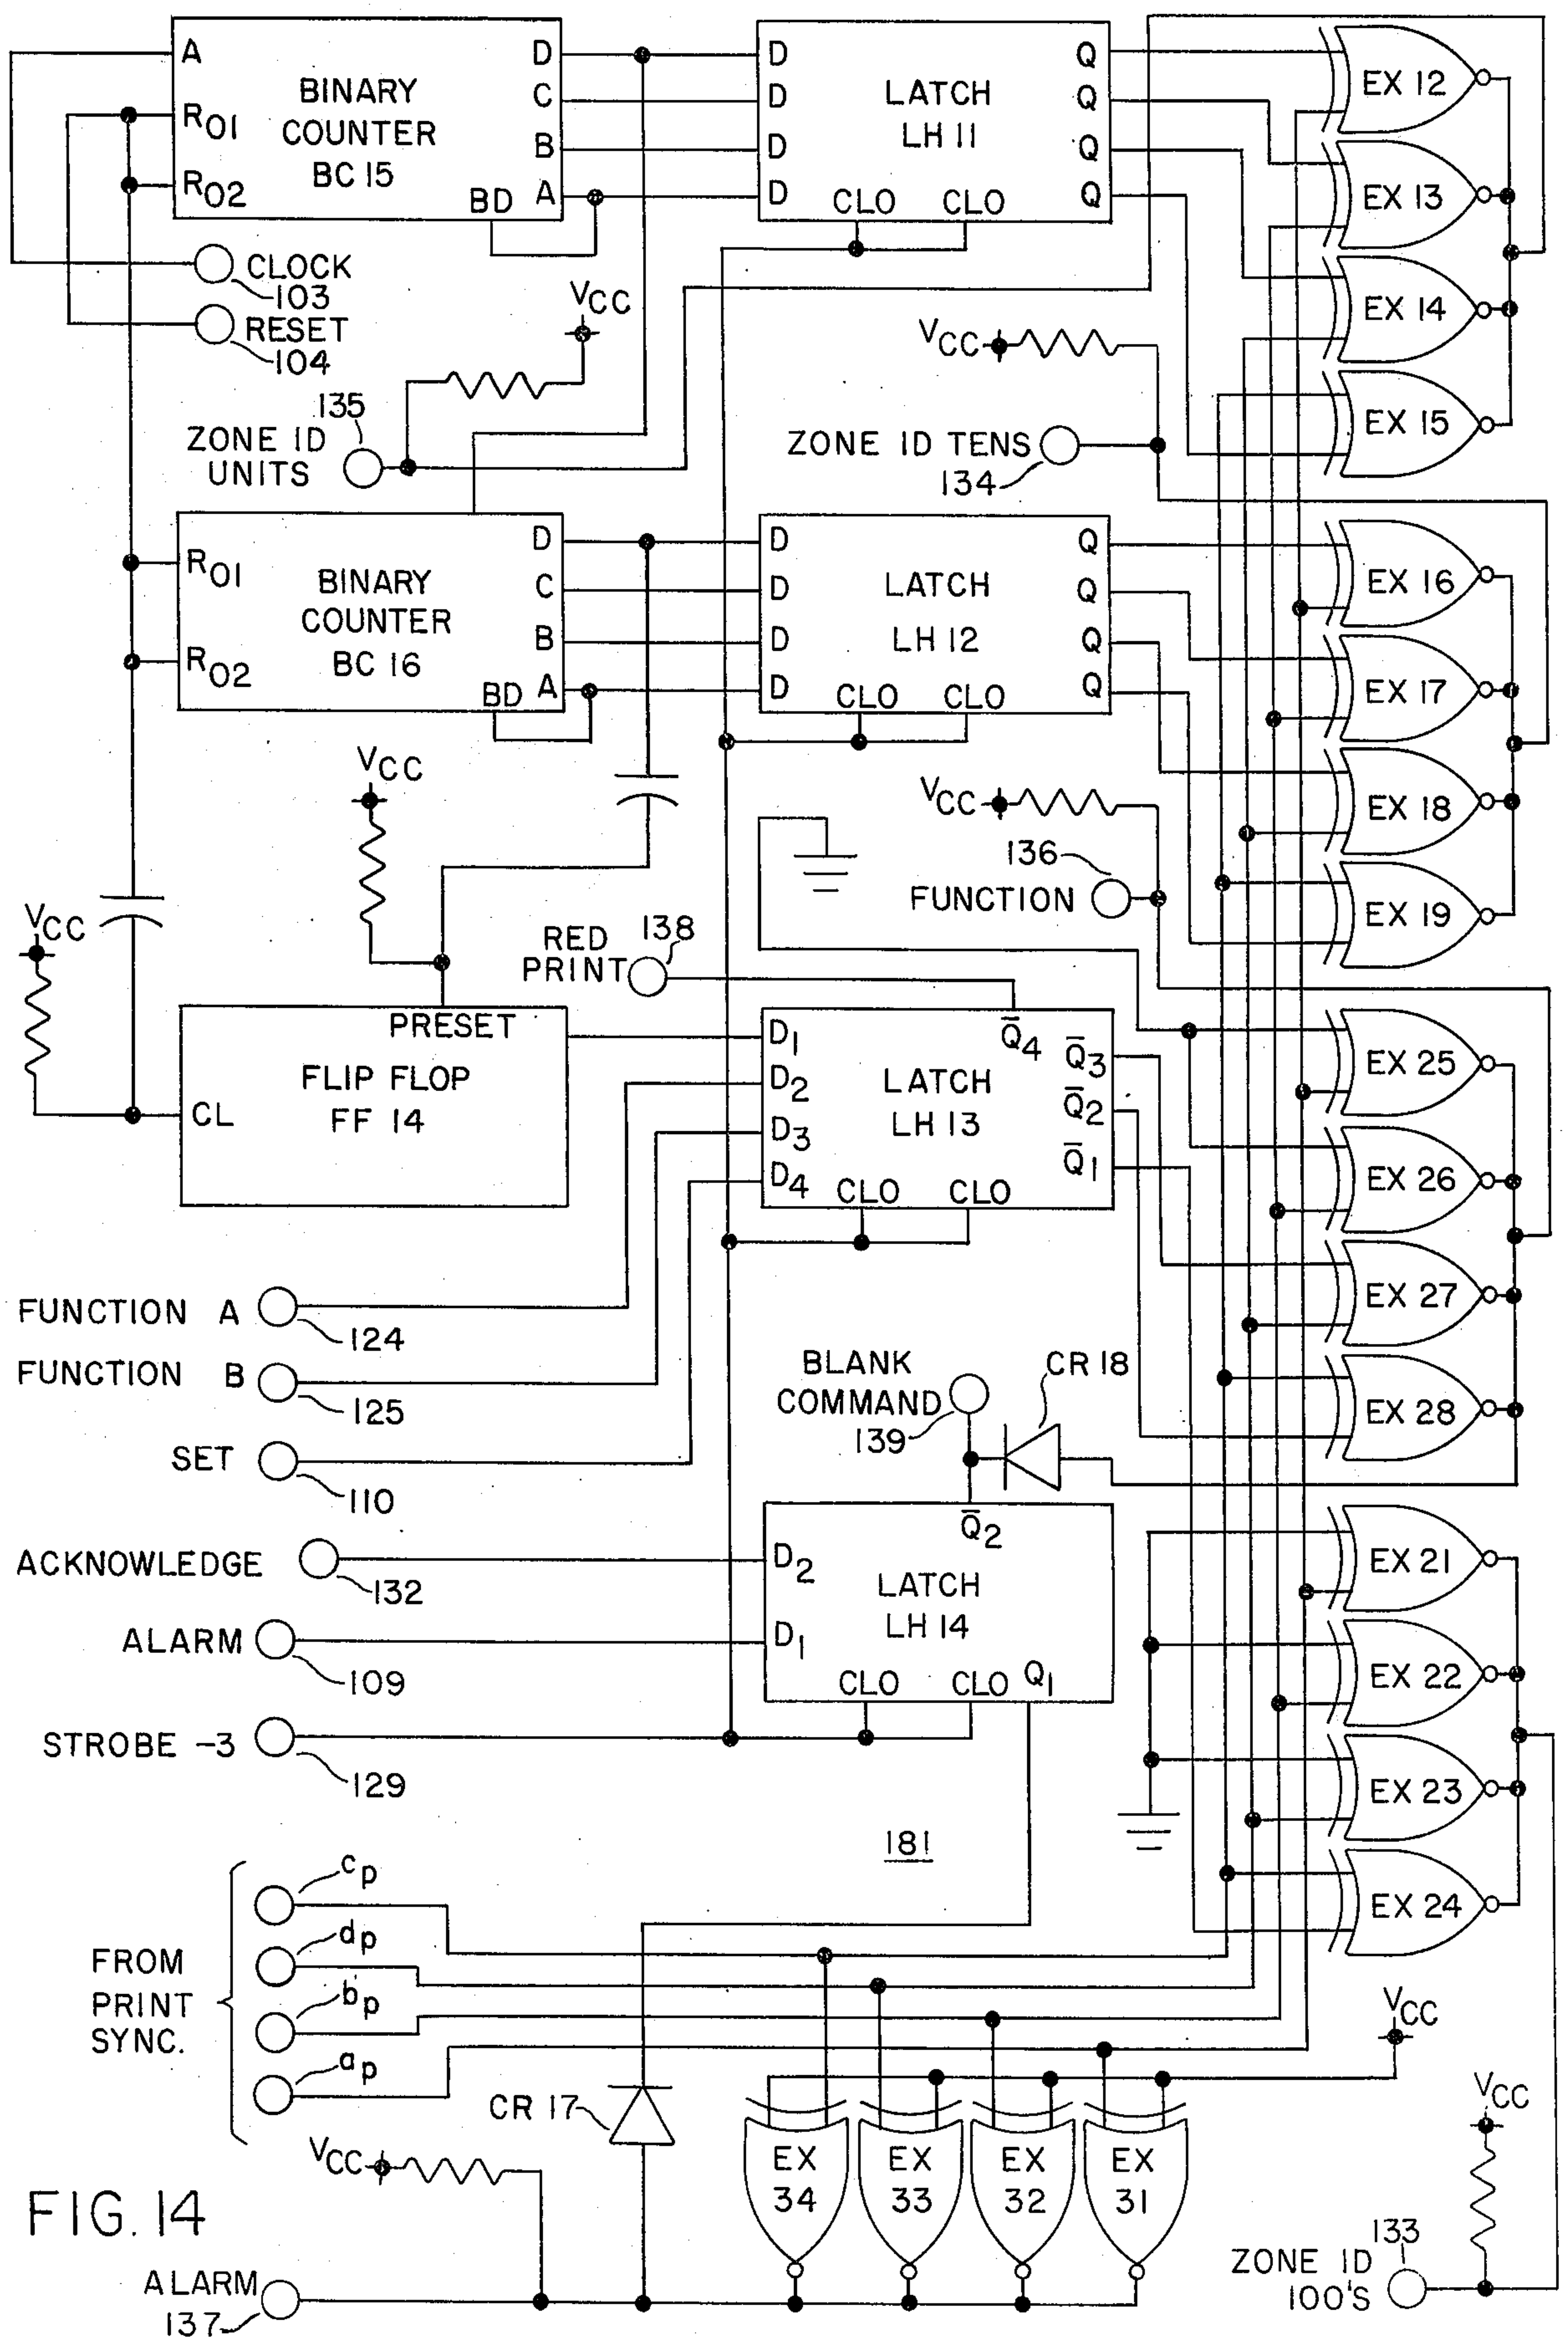 A
R01
R02
BINARY
COUNTER
BC 15
BD
D
C
B
A
D
D
D
D
LATCH
LH 11
CLO CLO
Q
Q
Q
Q
EX 12
EX 13
EX 14
EX 15
CLOCK
103
RESET
104
VCC
135
ZONE ID
UNITS
VCC
ZONE ID TENS
134
R01
R02
BINARY
COUNTER
BC 16
BD
D
C
B
A
D
D
D
D
LATCH
LH 12
CLO CLO
Q
Q
Q
Q
EX 16
EX 17
EX 18
EX 19
VCC
VCC
VCC
136
FUNCTION
RED
PRINT
138
PRESET
FLIP FLOP
FF 14
CL
D1
D2
D3
D4
LATCH
LH 13
CLO CLO
Q̅4
Q̅3
Q̅2
Q̅1
EX 25
EX 26
EX 27
EX 28
FUNCTION A
124
FUNCTION B
125
SET
110
BLANK
COMMAND
139
CR 18
ACKNOWLEDGE
132
ALARM
109
STROBE -3
129
Q̅2
D2
D1
LATCH
LH 14
CLO CLO Q1
EX 21
EX 22
EX 23
EX 24
181
FROM
PRINT
SYNC.
cp
dp
bp
ap
CR 17
VCC
VCC
VCC
EX
34
EX
33
EX
32
EX
31
FIG. 14
ALARM
137
133
ZONE ID
100'S